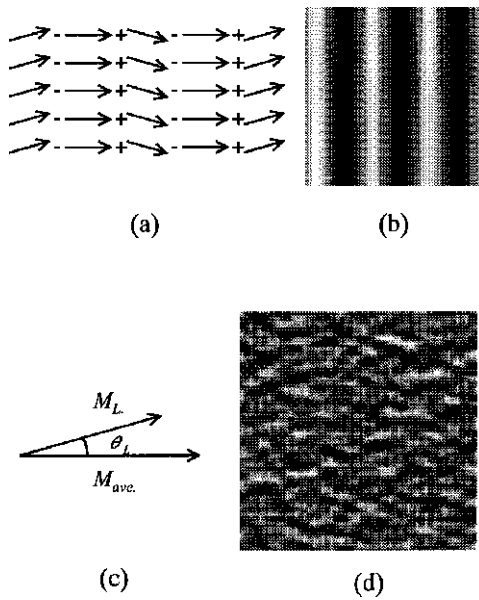 - + - +
- + - +
- + - +
- + - +
- + - +
(a)
(b)
M_L.
θ_L
M_ave.
(c)
(d)